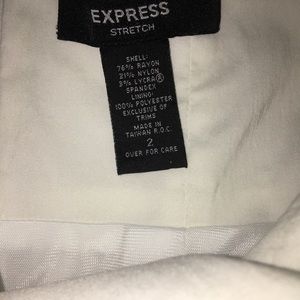 EXPRESS
STRETCH
SHELL:
76% RAYON
21% NYLON
3% LYCRA®
SPANDEX
LINING:
100% POLYESTER
EXCLUSIVE OF
TRIMS
MADE IN
TAIWAN R.O.C.
2
OVER FOR CARE